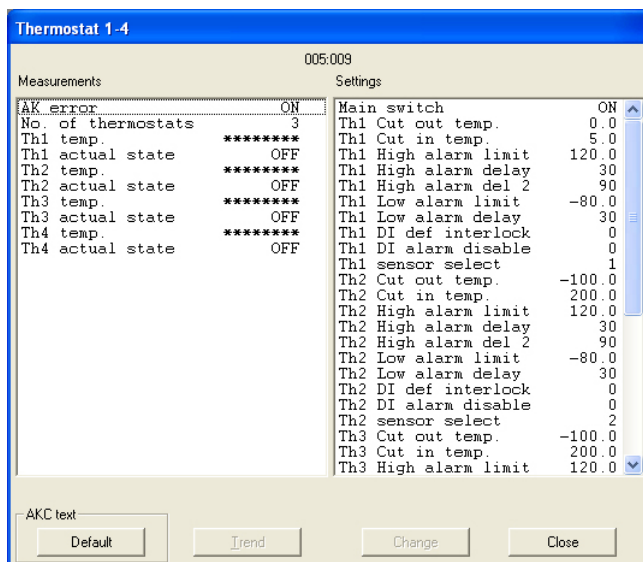 Thermostat 1-4
005:009
Measurements
AK error ON
No. of thermostats 3
Th1 temp. ********
Th1 actual state OFF
Th2 temp. ********
Th2 actual state OFF
Th3 temp. ********
Th3 actual state OFF
Th4 temp. ********
Th4 actual state OFF
Settings
Main switch ON
Th1 Cut out temp. 0.0
Th1 Cut in temp. 5.0
Th1 High alarm limit 120.0
Th1 High alarm delay 30
Th1 High alarm del 2 90
Th1 Low alarm limit -80.0
Th1 Low alarm delay 30
Th1 DI def interlock 0
Th1 DI alarm disable 0
Th1 sensor select 1
Th2 Cut out temp. -100.0
Th2 Cut in temp. 200.0
Th2 High alarm limit 120.0
Th2 High alarm delay 30
Th2 High alarm del 2 90
Th2 Low alarm limit -80.0
Th2 Low alarm delay 30
Th2 DI def interlock 0
Th2 DI alarm disable 0
Th2 sensor select 2
Th3 Cut out temp. -100.0
Th3 Cut in temp. 200.0
Th3 High alarm limit 120.0
AKC text
Default
Trend
Change
Close